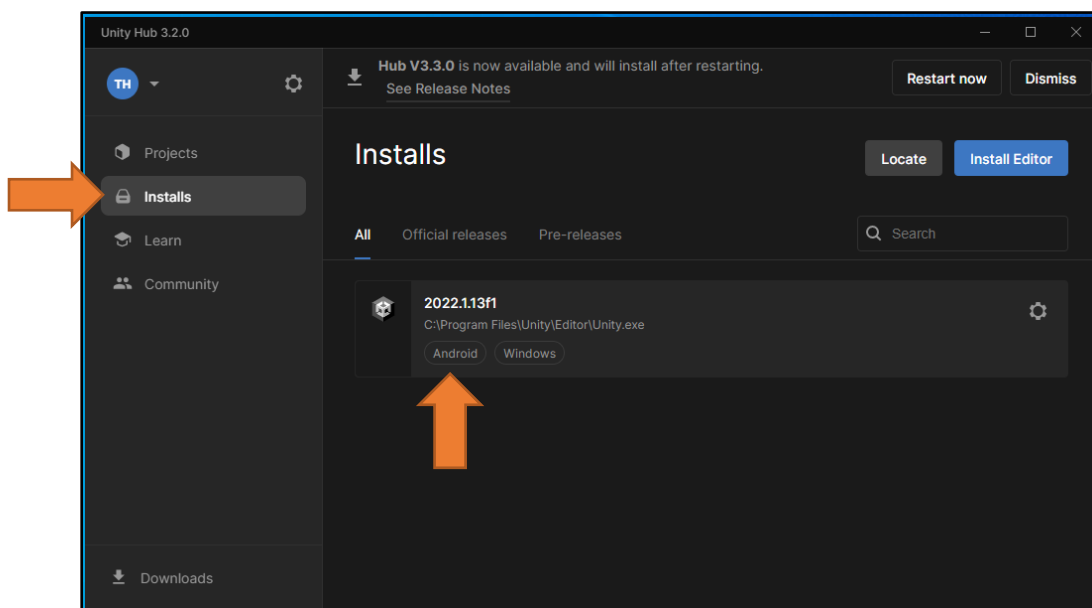 Unity Hub 3.2.0
TH
Hub V3.3.0 is now available and will install after restarting.
See Release Notes
Restart now
Dismiss
Projects
Installs
Learn
Community
Downloads
Installs
Locate
Install Editor
All
Official releases
Pre-releases
Search
2022.1.13f1
C:\Program Files\Unity\Editor\Unity.exe
Android
Windows